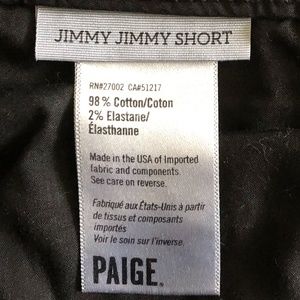 JIMMY JIMMY SHORT
RN#27002 CA#51217
98% Cotton/Coton
2% Elastane/
Élasthanne
Made in the USA of Imported
fabric and components.
See care on reverse.
Fabriqué aux États-Unis à partir
de tissus et composants
importés
Voir le soin sur l'inverse.
PAIGE.